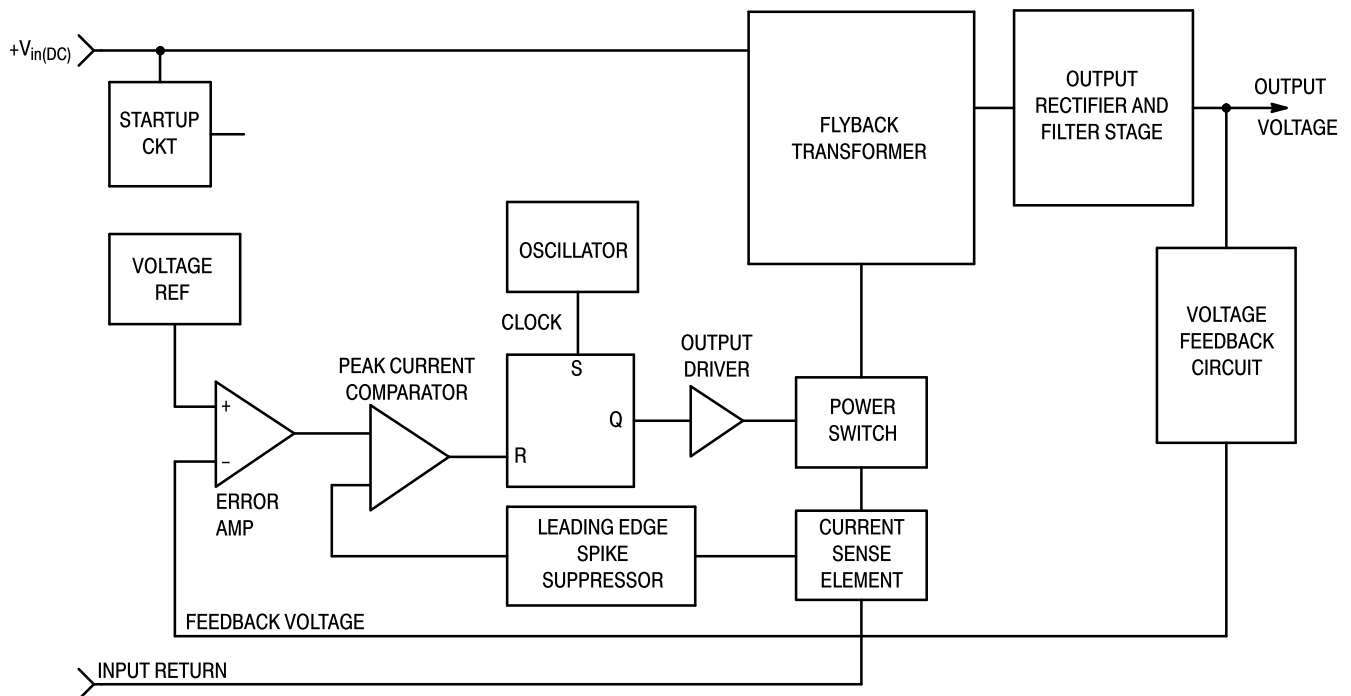 +Vin(DC)
STARTUP
CKT
FLYBACK
TRANSFORMER
OUTPUT
RECTIFIER AND
FILTER STAGE
OUTPUT
VOLTAGE
VOLTAGE
REF
OSCILLATOR
CLOCK
VOLTAGE
FEEDBACK
CIRCUIT
PEAK CURRENT
COMPARATOR
OUTPUT
DRIVER
S
Q
R
+
–
ERROR
AMP
POWER
SWITCH
LEADING EDGE
SPIKE
SUPPRESSOR
CURRENT
SENSE
ELEMENT
FEEDBACK VOLTAGE
INPUT RETURN